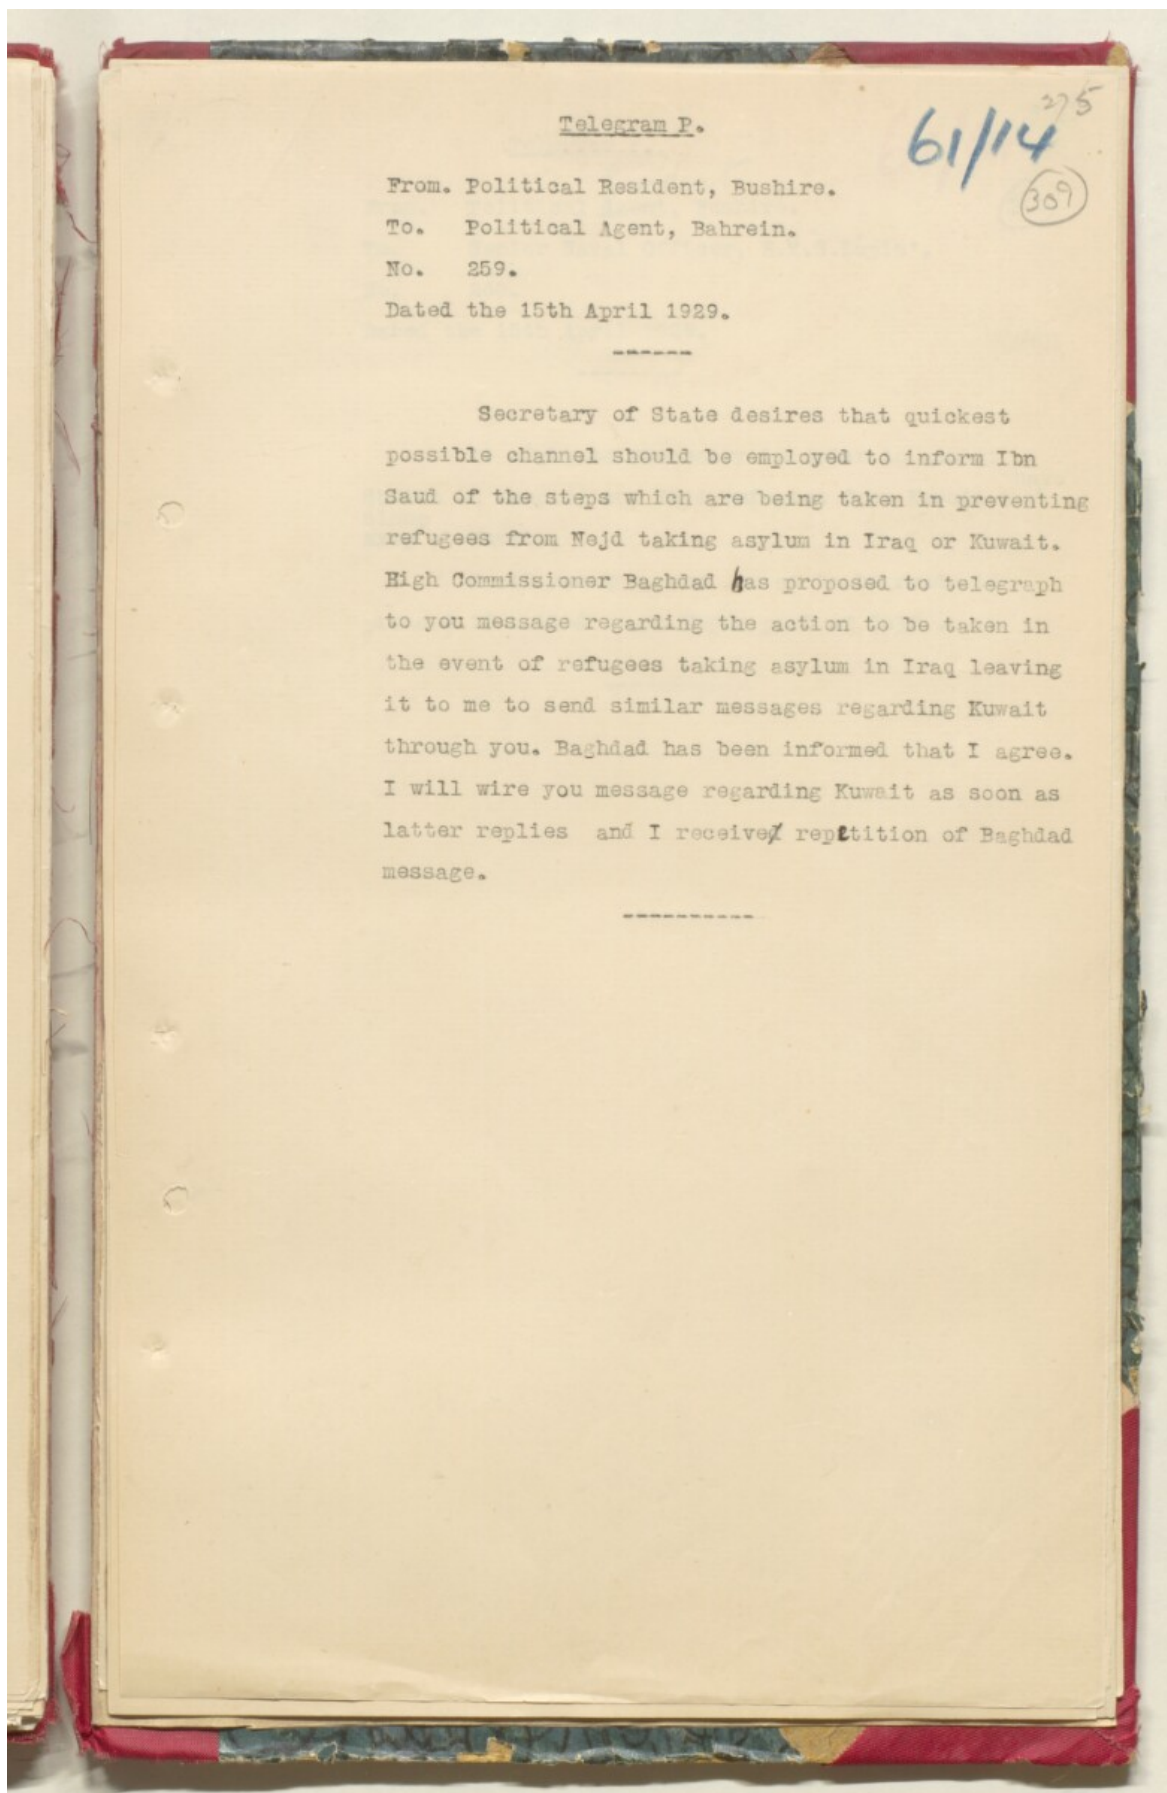 275
Telegram P.
61/14
309
From. Political Resident, Bushire.
To. Political Agent, Bahrein.
No. 259.
Dated the 15th April 1929.
------
Secretary of State desires that quickest
possible channel should be employed to inform Ibn
Saud of the steps which are being taken in preventing
refugees from Nejd taking asylum in Iraq or Kuwait.
High Commissioner Baghdad has proposed to telegraph
to you message regarding the action to be taken in
the event of refugees taking asylum in Iraq leaving
it to me to send similar messages regarding Kuwait
through you. Baghdad has been informed that I agree.
I will wire you message regarding Kuwait as soon as
latter replies and I receive repetition of Baghdad
message.
----------